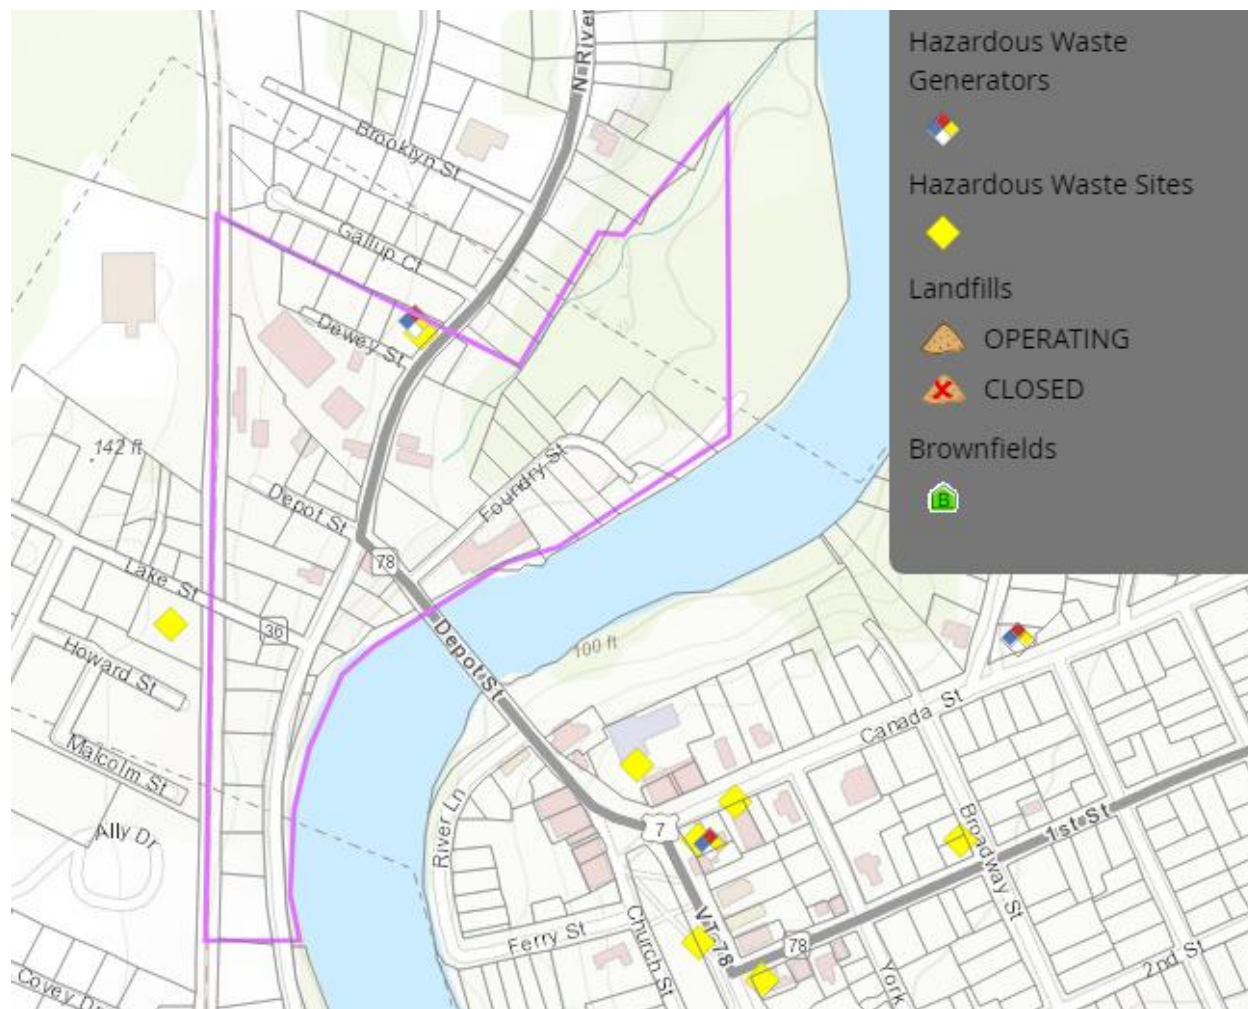 N River
Brooklyn St
Gallup Ct
Dewey St
142 ft
Depot St
Foundry St
78
Lake St
36
Howard St
Malcolm St
Ally Dr
Covey Dr
Depot St
100 ft
Canada St
River Ln
7
Broadway St
1st St
Ferry St
Church St
VT-78
78
York
2nd St
Hazardous Waste
Generators
Hazardous Waste Sites
Landfills
OPERATING
CLOSED
Brownfields
B